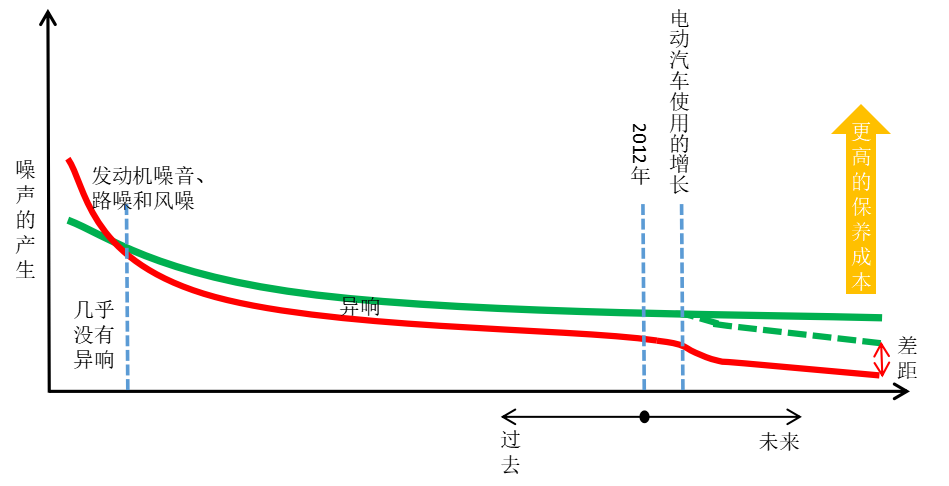 噪声的产生
发动机噪音、
路噪和风噪
几乎
没有
异响
异响
2012年
电动汽车使用的增长
更高的保养成本
差距
过去
未来